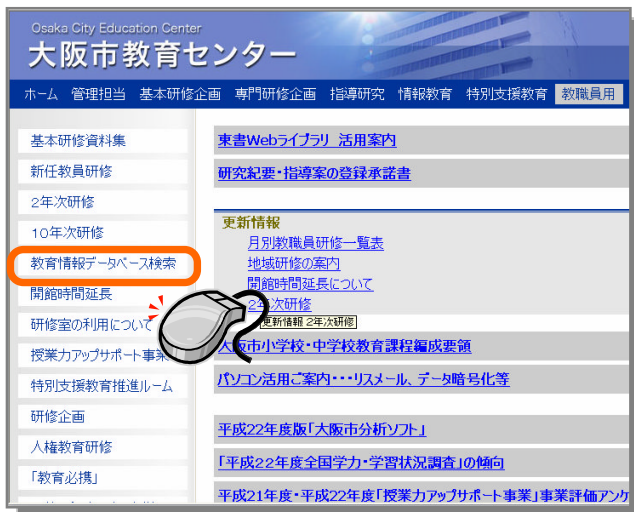 Osaka City Education Center
大阪市教育センター
ホーム 管理担当 基本研修企画 専門研修企画 指導研究 情報教育 特別支援教育 教職員用
基本研修資料集
新任教員研修
2年次研修
10年次研修
教育情報データベース検索
開館時間延長
研修室の利用について
授業力アップサポート事業
特別支援教育推進ルーム
研修企画
人権教育研修
「教育必携」
東書Webライブラリ 活用案内
研究紀要・指導案の登録承諾書
更新情報
月別教職員研修一覧表
地域研修の案内
開館時間延長について
2年次研修
更新情報 2年次研修
大阪市小学校・中学校教育課程編成要領
パソコン活用ご案内・・・リスメール、データ暗号化等
平成22年度版「大阪市分析ソフト」
「平成22年度全国学力・学習状況調査」の傾向
平成21年度・平成22年度「授業力アップサポート事業」事業評価アンケ